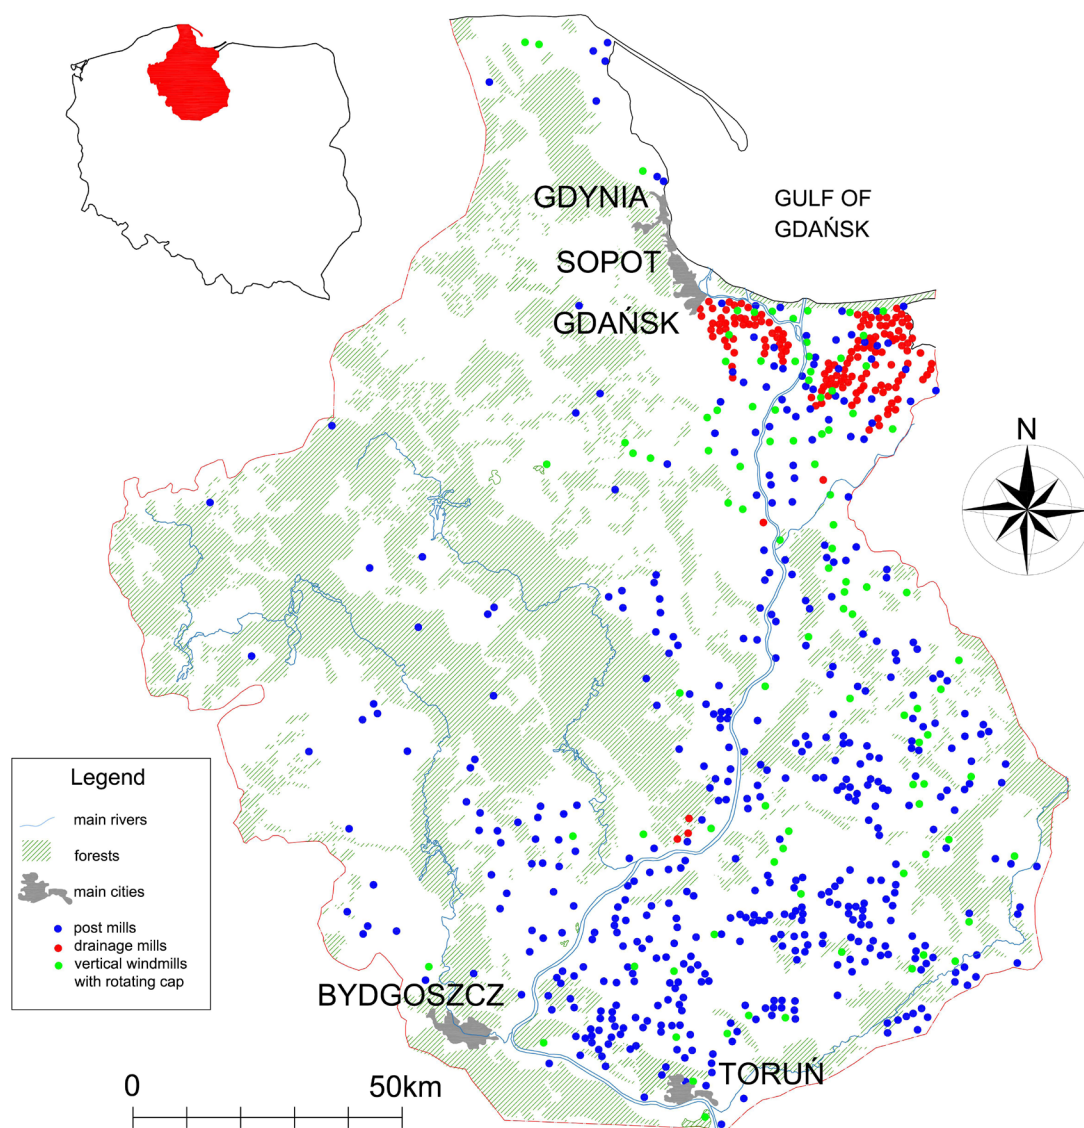 GDYNIA
GULF OF
GDAŃSK
SOPOT
GDAŃSK
N
Legend
main rivers
forests
main cities
post mills
drainage mills
vertical windmills
with rotating cap
BYDGOSZCZ
TORUŃ
0
50km